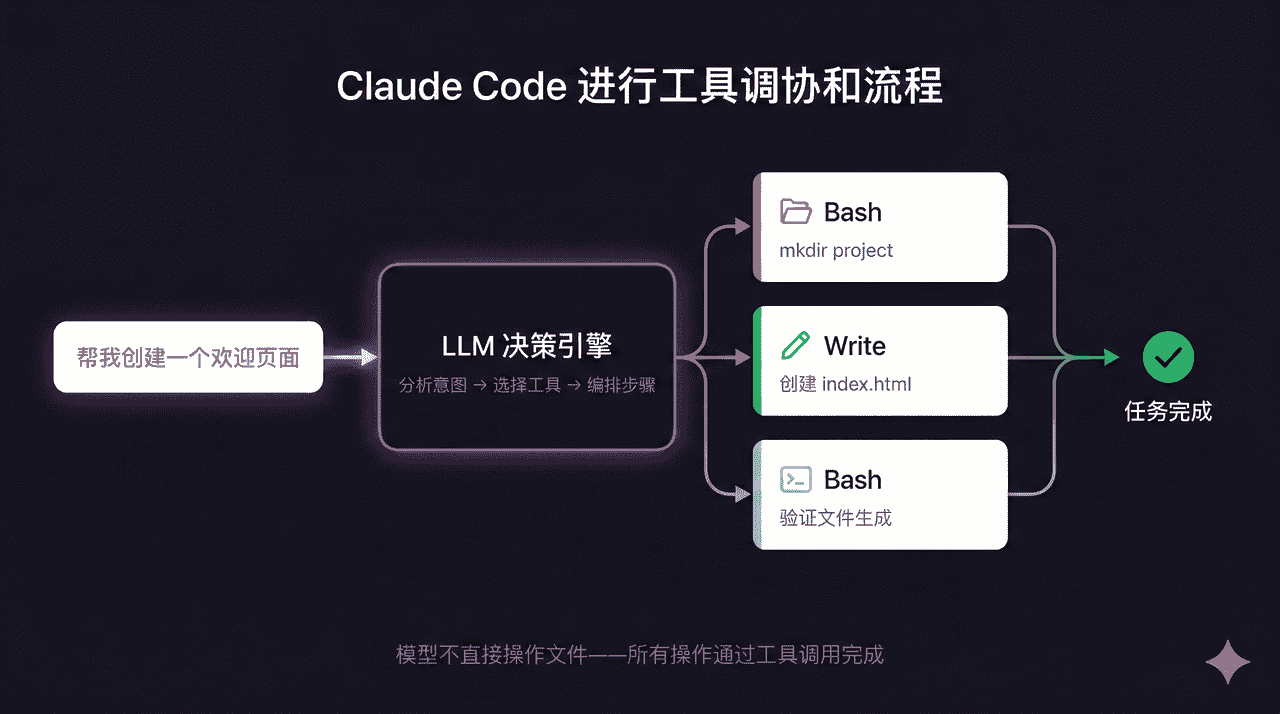 Claude Code 进行工具调协和流程
帮我创建一个欢迎页面
LLM 决策引擎
分析意图 → 选择工具 → 编排步骤
Bash
mkdir project
Write
创建 index.html
Bash
验证文件生成
任务完成
模型不直接操作文件——所有操作通过工具调用完成